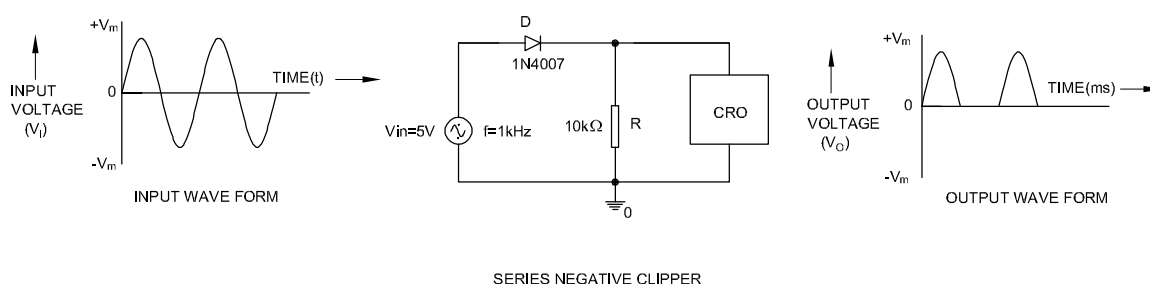 +Vm
INPUT
VOLTAGE
(VI)
0
TIME(t)
-Vm
INPUT WAVE FORM
D
1N4007
Vin=5V
f=1kHz
10kΩ
R
CRO
0
+Vm
OUTPUT
VOLTAGE
(VO)
0
TIME(ms)
-Vm
OUTPUT WAVE FORM
SERIES NEGATIVE CLIPPER